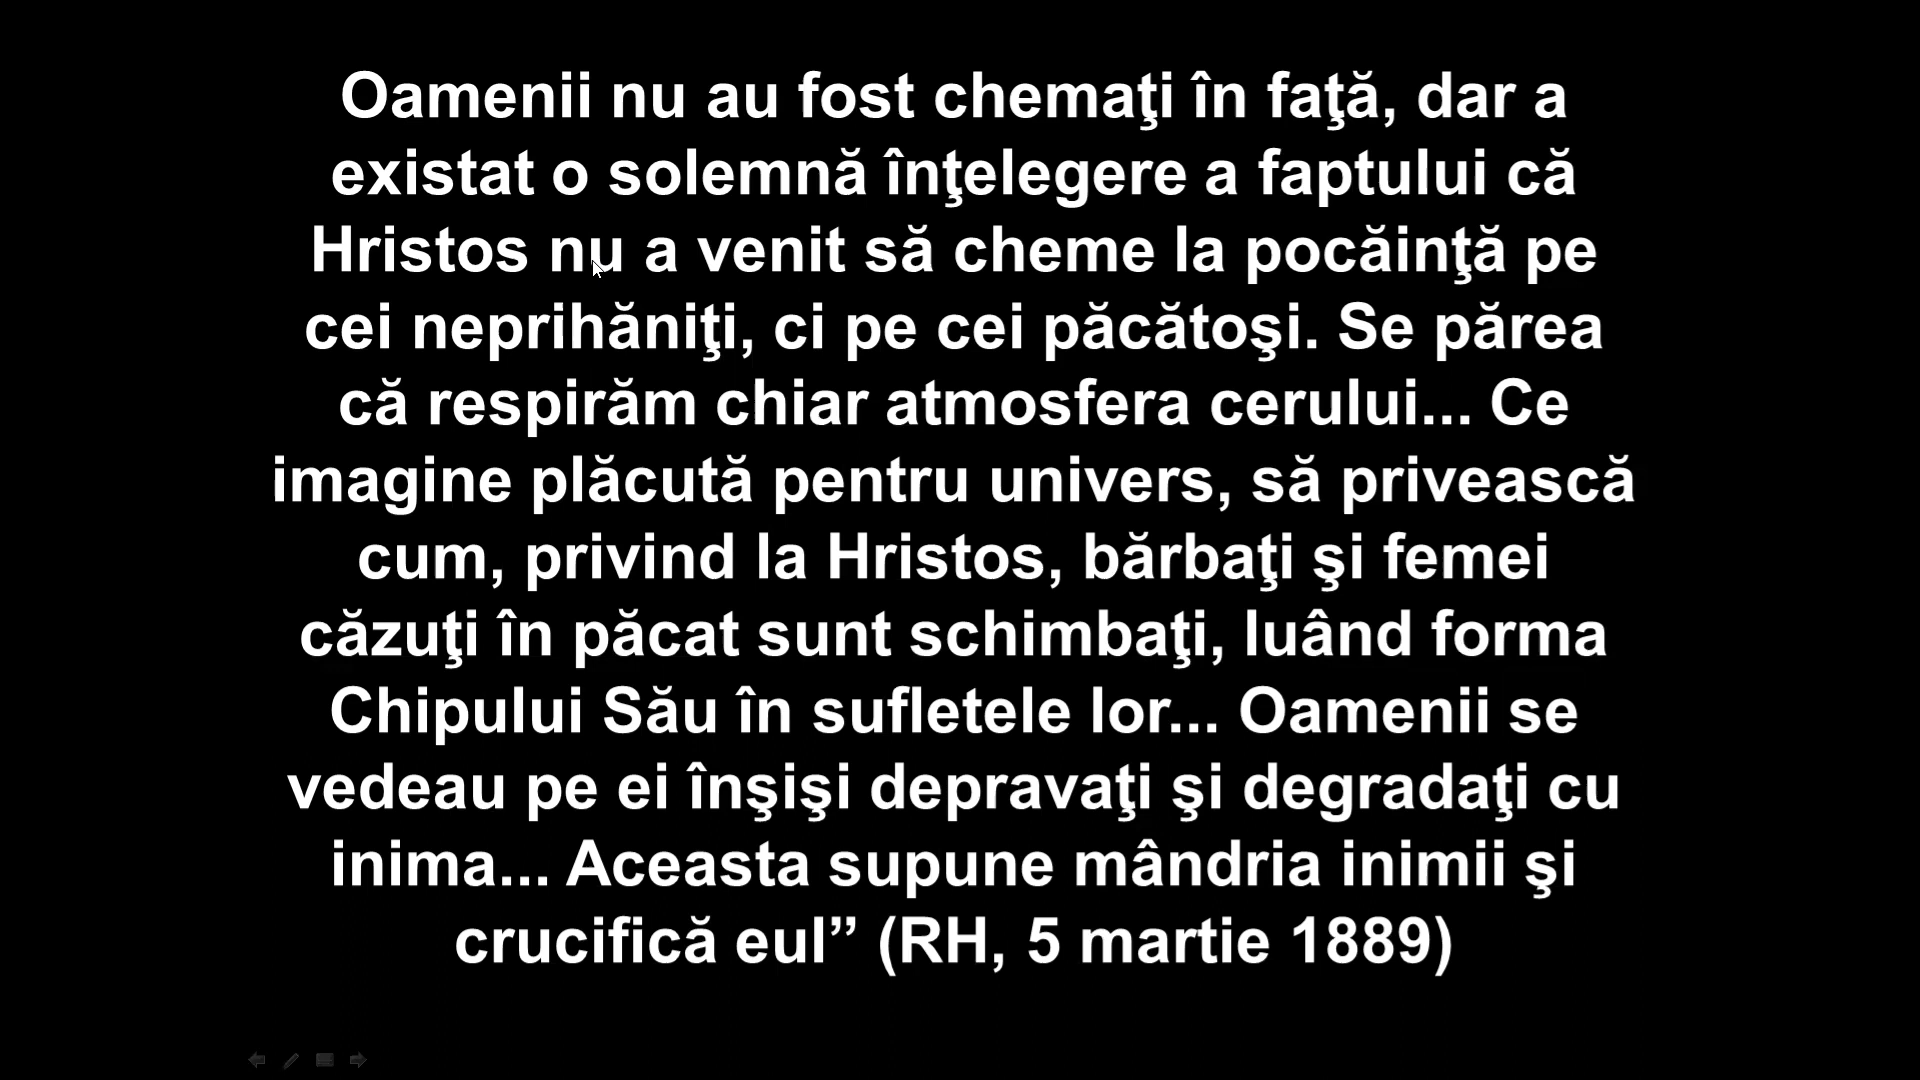 Oamenii nu au fost chemaţi în faţă, dar a
existat o solemnă înţelegere a faptului că
Hristos nu a venit să cheme la pocăinţă pe
cei neprihăniţi, ci pe cei păcătoşi. Se părea
că respirăm chiar atmosfera cerului... Ce
imagine plăcută pentru univers, să privească
cum, privind la Hristos, bărbaţi şi femei
căzuţi în păcat sunt schimbaţi, luând forma
Chipului Său în sufletele lor... Oamenii se
vedeau pe ei înşişi depravaţi şi degradaţi cu
inima... Aceasta supune mândria inimii şi
crucifică eul” (RH, 5 martie 1889)